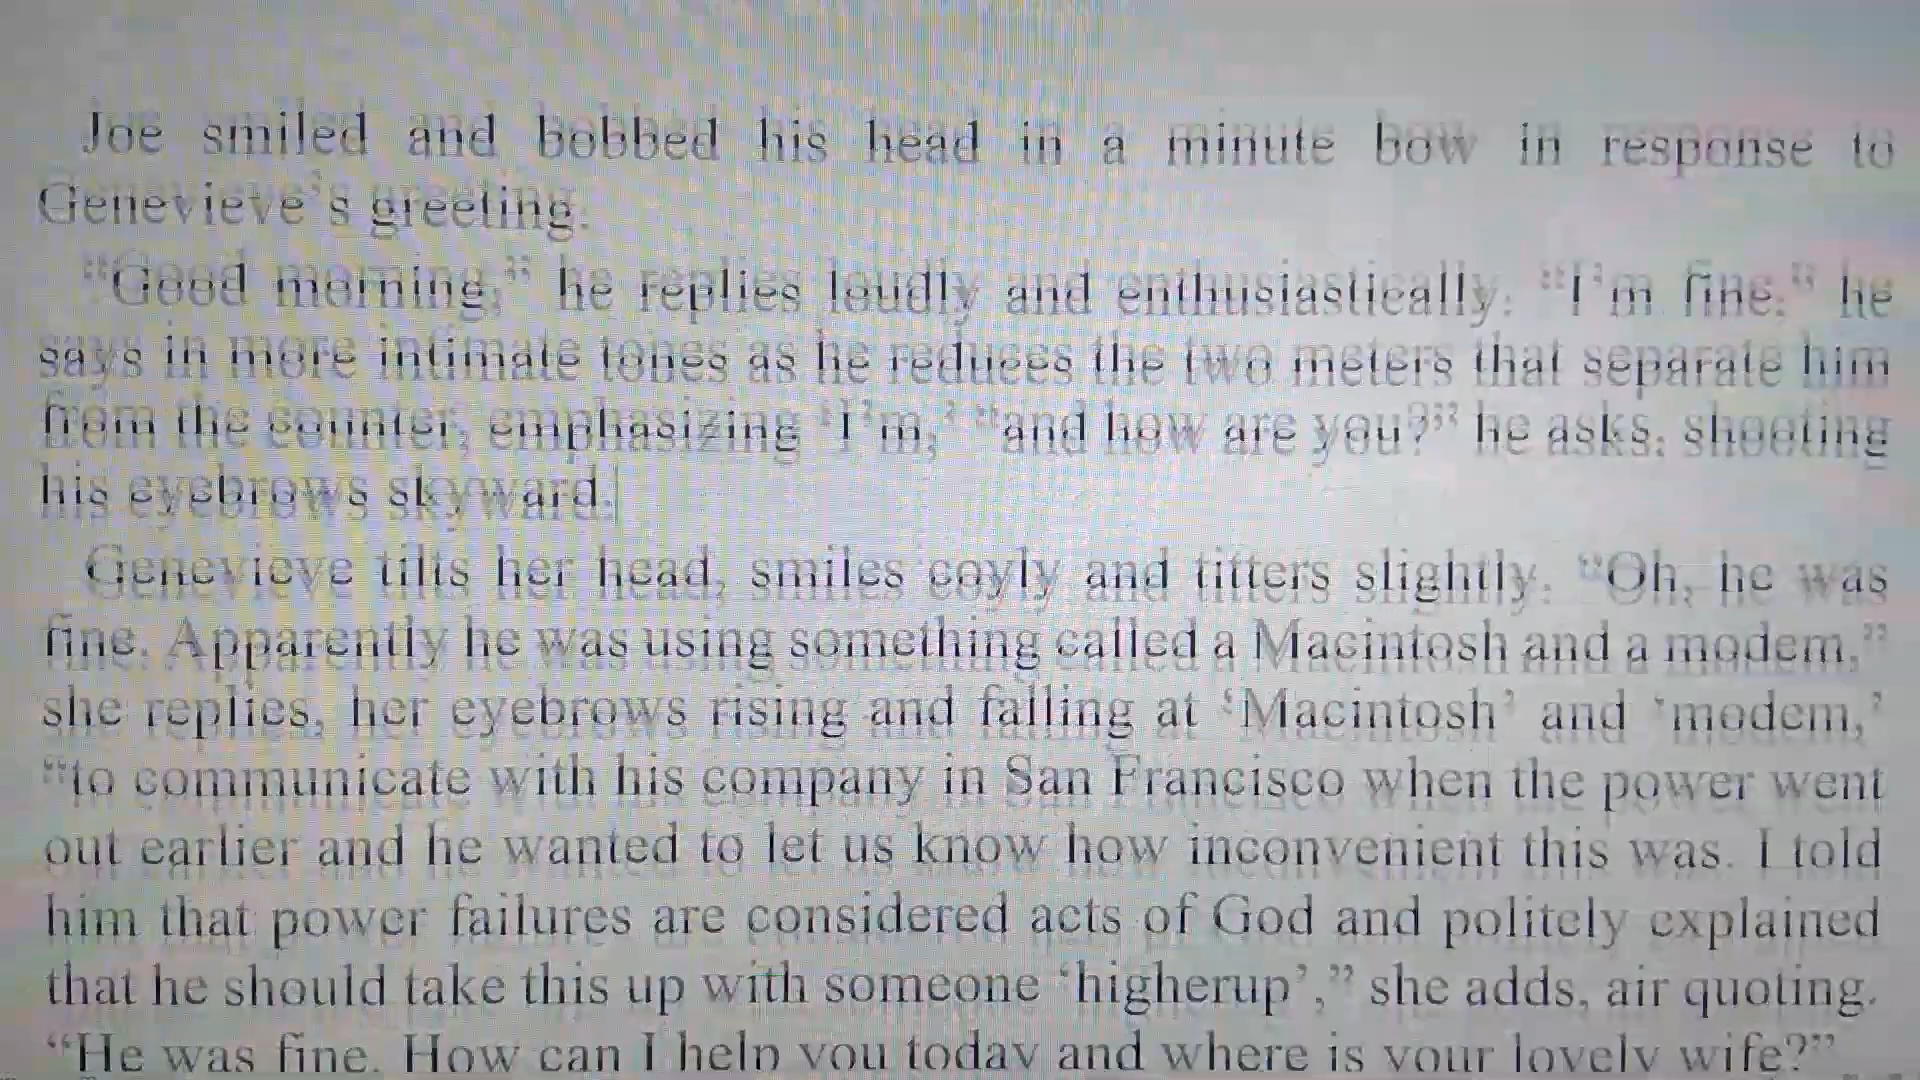 Joe smiled and bobbed his head in a minute bow in response to
Genevieve's greeting.
"Good morning," he replies loudly and enthusiastically. "I'm fine," he
says in more intimate tones as he reduces the two meters that separate him
from the counter, emphasizing 'I'm,' "and how are you?" he asks, shooting
his eyebrows skyward.
Genevieve tilts her head, smiles coyly and titters slightly. "Oh, he was
fine. Apparently he was using something called a Macintosh and a modem,"
she replies, her eyebrows rising and falling at 'Macintosh' and 'modem,'
"to communicate with his company in San Francisco when the power went
out earlier and he wanted to let us know how inconvenient this was. I told
him that power failures are considered acts of God and politely explained
that he should take this up with someone 'higherup'," she adds, air quoting.
"He was fine. How can I help you today and where is your lovely wife?"